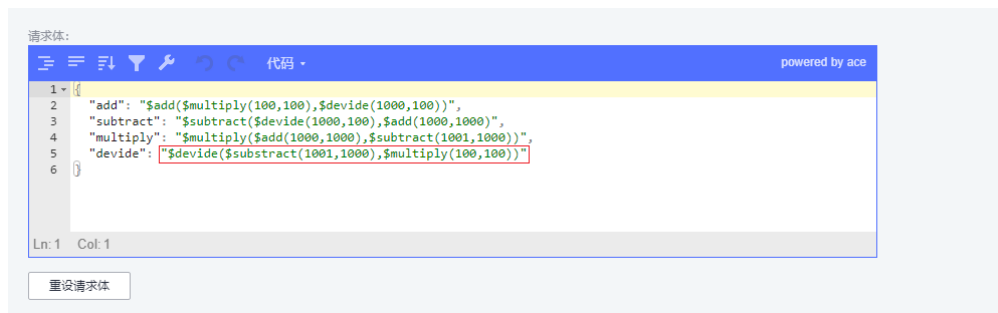 请求体:
代码 powered by ace
1 {
2 "add": "$add($multiply(100,100),$devide(1000,100))",
3 "subtract": "$subtract($devide(1000,100),$add(1000,1000)",
4 "multiply": "$multiply($add(1000,1000),$subtract(1001,1000))",
5 "devide": "$devide($substract(1001,1000),$multiply(100,100))"
6 }
Ln: 1 Col: 1
重设请求体